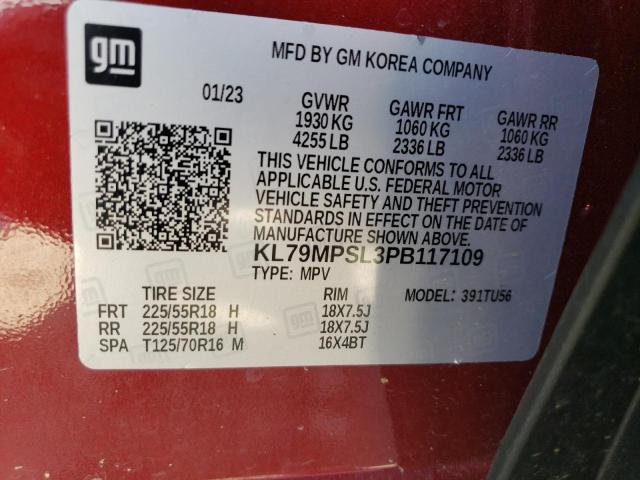 gm
MFD BY GM KOREA COMPANY
01/23
GVWR GAWR FRT GAWR RR
1930 KG 1060 KG 1060 KG
4255 LB 2336 LB 2336 LB
THIS VEHICLE CONFORMS TO ALL
APPLICABLE U.S. FEDERAL MOTOR
VEHICLE SAFETY AND THEFT PREVENTION
STANDARDS IN EFFECT ON THE DATE OF
MANUFACTURE SHOWN ABOVE.
KL79MPSL3PB117109
TYPE: MPV MODEL: 391TU56
TIRE SIZE RIM
FRT 225/55R18 H 18X7.5J
RR 225/55R18 H 18X7.5J
SPA T125/70R16 M 16X4BT